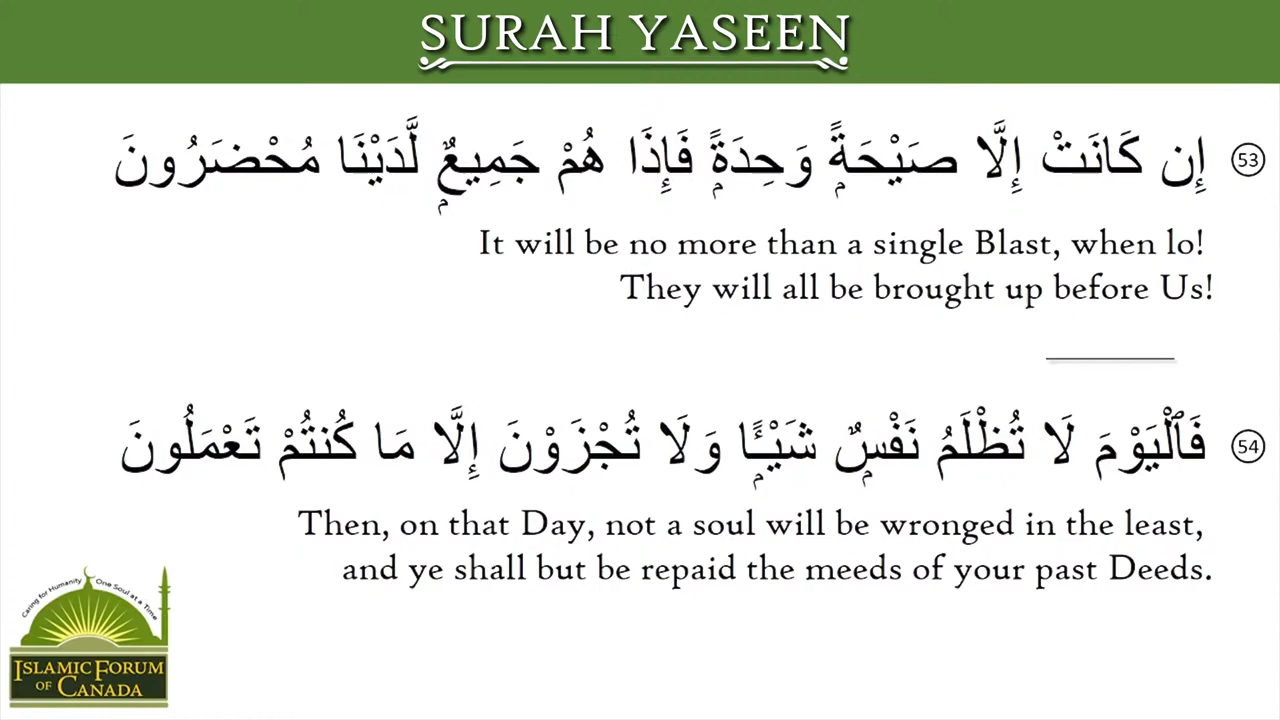 SURAH YASEEN
إِن كَانَتْ إِلَّا صَيْحَةًۭ وَٰحِدَةًۭ فَإِذَا هُمْ جَمِيعٌۭ لَّدَيْنَا مُحْضَرُونَ 53
It will be no more than a single Blast, when lo!
They will all be brought up before Us!
فَٱلْيَوْمَ لَا تُظْلَمُ نَفْسٌۭ شَيْـًۭٔا وَلَا تُجْزَوْنَ إِلَّا مَا كُنتُمْ تَعْمَلُونَ 54
Then, on that Day, not a soul will be wronged in the least,
and ye shall but be repaid the meeds of your past Deeds.
Caring for Humanity One Soul at a Time
ISLAMIC FORUM
OF CANADA